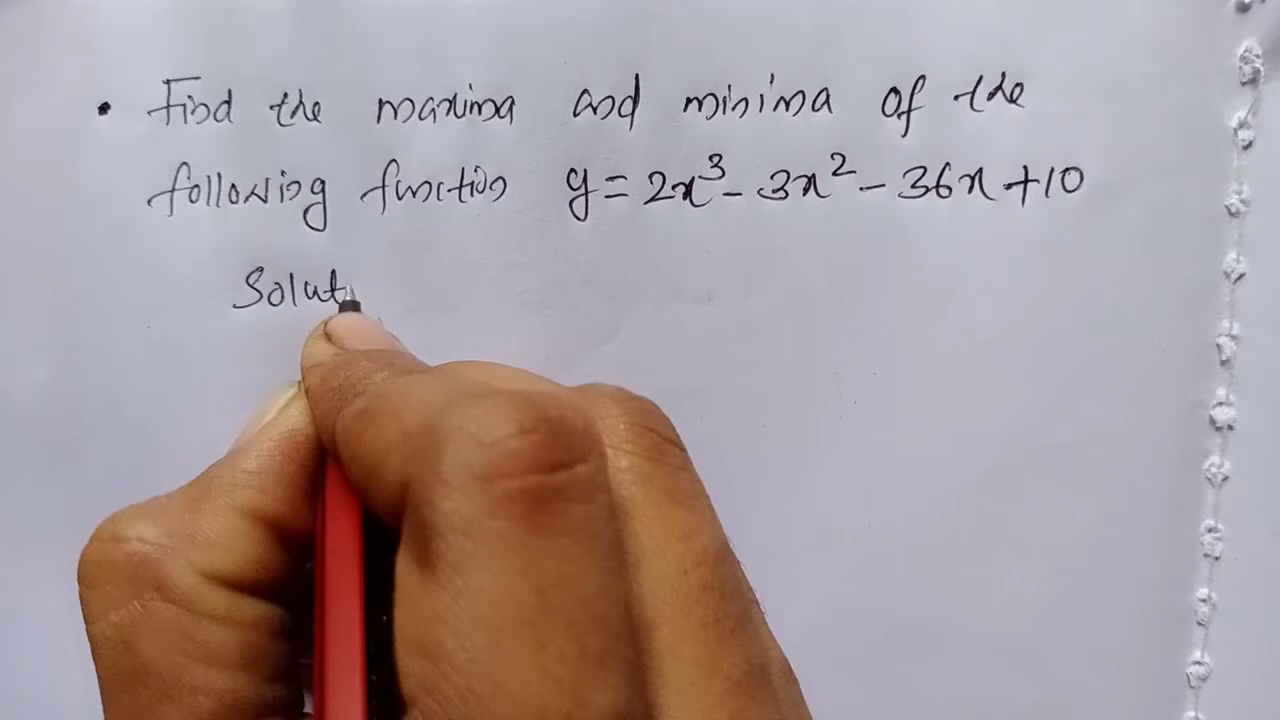 • Find the maxima and minima of the
following function y = 2x³ - 3x² - 36x + 10
Solut